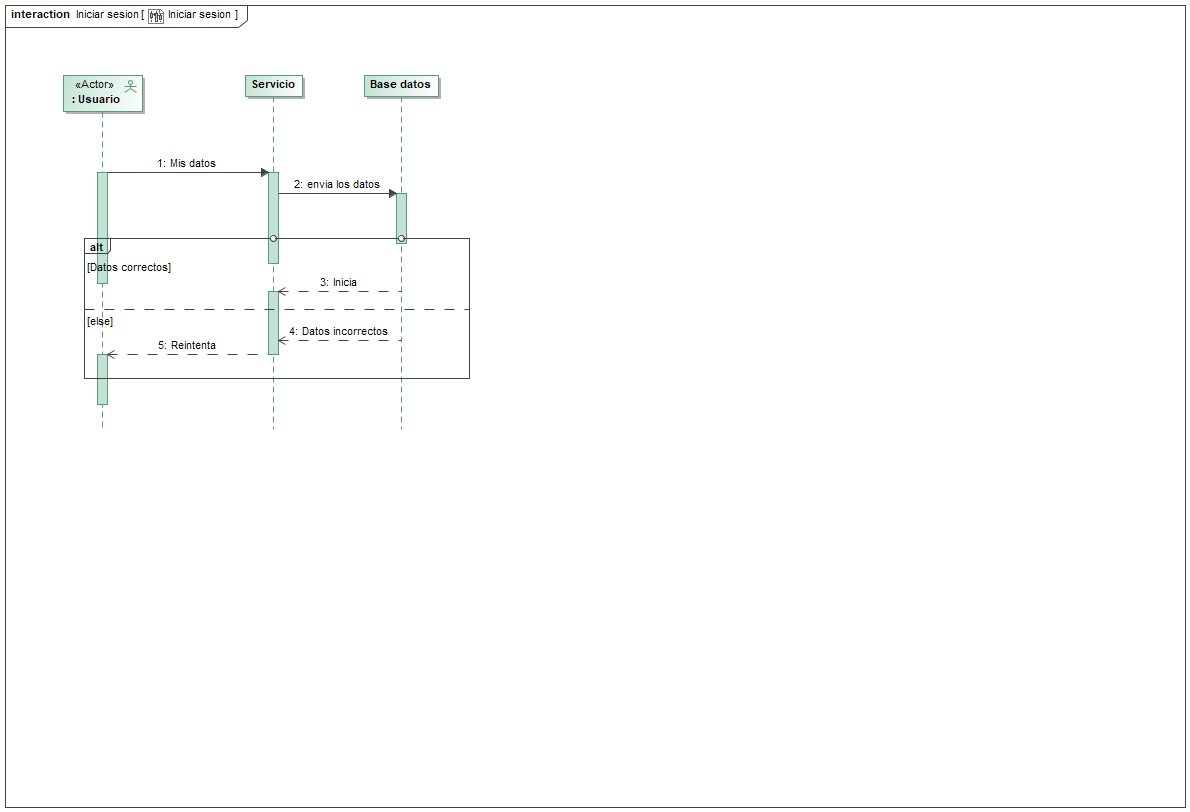 interaction Iniciar sesion [ Iniciar sesion ]
«Actor»
: Usuario
Servicio
Base datos
1: Mis datos
2: envia los datos
alt
[Datos correctos]
3: Inicia
[else]
4: Datos incorrectos
5: Reintenta